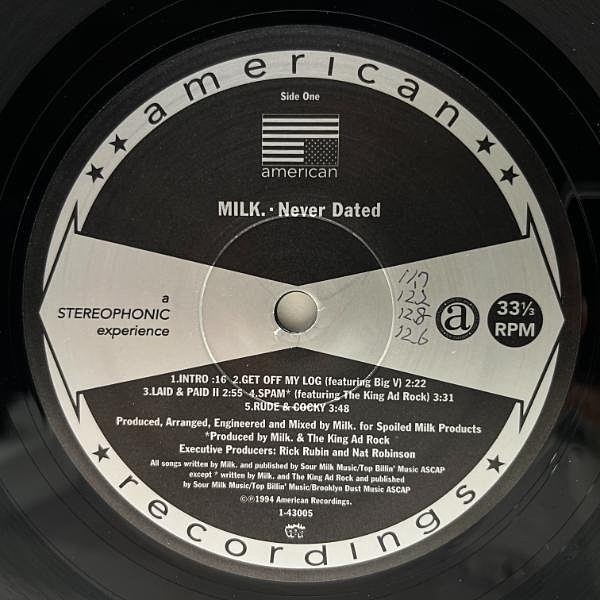 american
Side One
american
MILK. · Never Dated
a
STEREOPHONIC
experience
117
122
128
126
a
33⅓
RPM
1.INTRO :16 2.GET OFF MY LOG (featuring Big V) 2:22
3.LAID & PAID II 2:55 4.SPAM* (featuring The King Ad Rock) 3:31
5.RUDE & COCKY 3:48
Produced, Arranged, Engineered and Mixed by Milk. for Spoiled Milk Products
*Produced by Milk. & The King Ad Rock
Executive Producers: Rick Rubin and Nat Robinson
All songs written by Milk. and published by Sour Milk Music/Top Billin' Music ASCAP
except * written by Milk. and The King Ad Rock and published
by Sour Milk Music/Top Billin' Music/Brooklyn Dust Music ASCAP
©℗1994 American Recordings.
1-43005
recordings